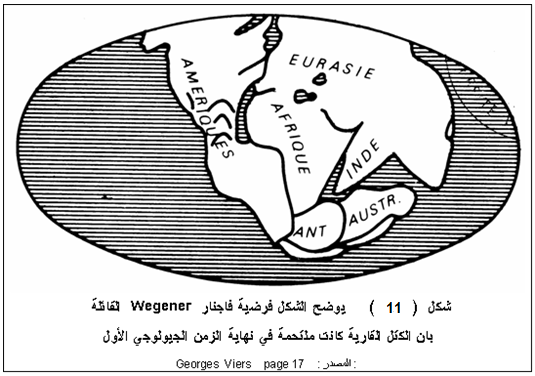 EURASIE
AMERIQUES
AFRIQUE
INDE
ANT
AUSTR.
شكل ( 11 ) يوضح الشكل فرضية فاجنار Wegener القائلة
بان الكتل القارية كانت ملتحمة في نهاية الزمن الجيولوجي الأول
المصدر : Georges Viers page 17 :